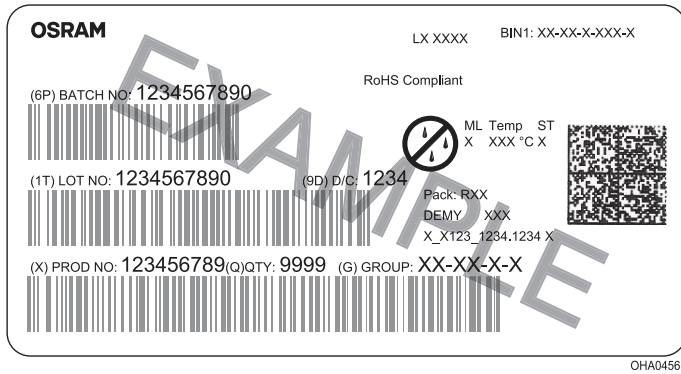 OSRAM
LX XXXX
BIN1: XX-XX-X-XXX-X
RoHS Compliant
(6P) BATCH NO: 1234567890
ML Temp ST
X XXX °C X
(1T) LOT NO: 1234567890
(9D) D/C: 1234
Pack: RXX
DEMY XXX
X_X123_1234.1234 X
(X) PROD NO: 123456789(Q)QTY: 9999 (G) GROUP: XX-XX-X-X
EXAMPLE
OHA0456